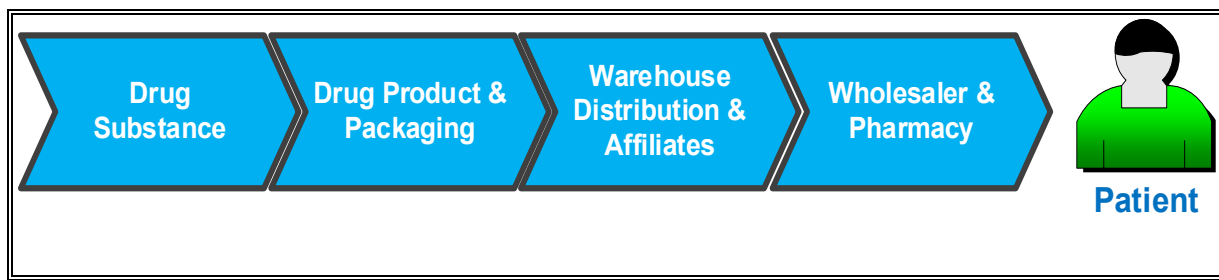 Drug
Substance
Drug Product &
Packaging
Warehouse
Distribution &
Affiliates
Wholesaler &
Pharmacy
Patient